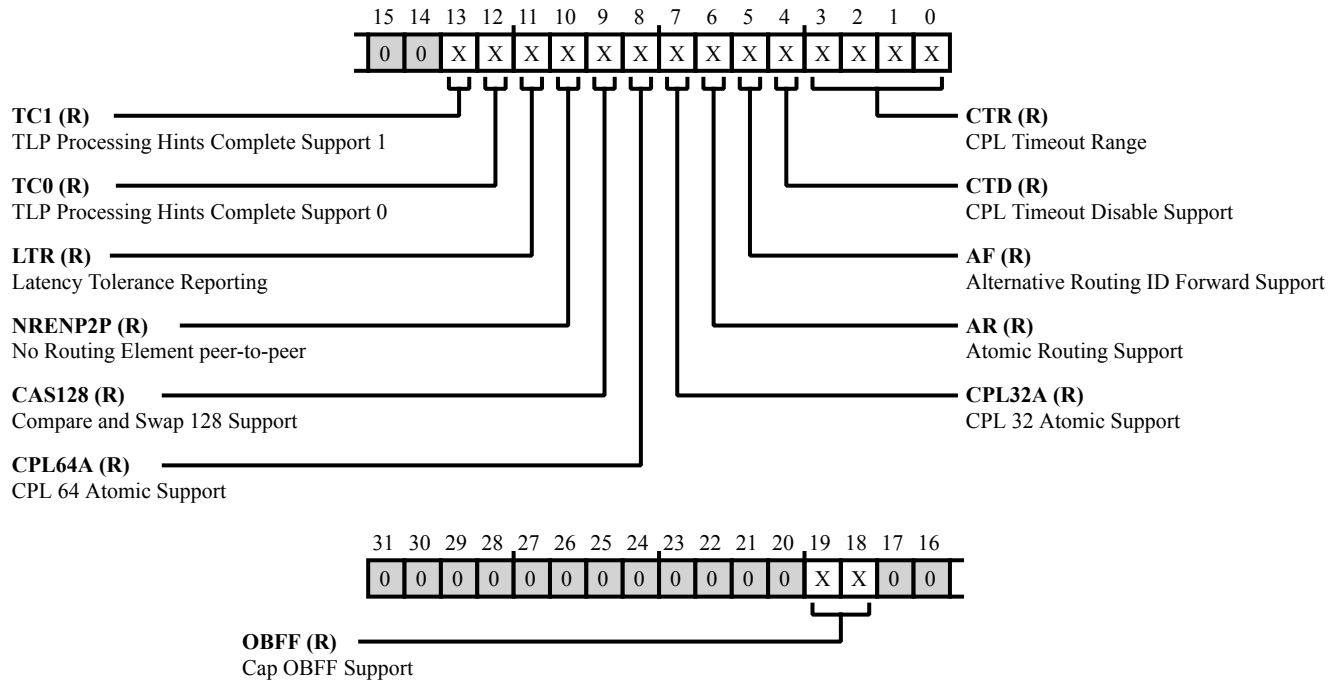 15 14 13 12 11 10 9 8 7 6 5 4 3 2 1 0
0 0 X X X X X X X X X X X X X X
TC1 (R)
TLP Processing Hints Complete Support 1
TC0 (R)
TLP Processing Hints Complete Support 0
LTR (R)
Latency Tolerance Reporting
NRENP2P (R)
No Routing Element peer-to-peer
CAS128 (R)
Compare and Swap 128 Support
CPL64A (R)
CPL 64 Atomic Support
CTR (R)
CPL Timeout Range
CTD (R)
CPL Timeout Disable Support
AF (R)
Alternative Routing ID Forward Support
AR (R)
Atomic Routing Support
CPL32A (R)
CPL 32 Atomic Support
31 30 29 28 27 26 25 24 23 22 21 20 19 18 17 16
0 0 0 0 0 0 0 0 0 0 0 0 X X 0 0
OBFF (R)
Cap OBFF Support